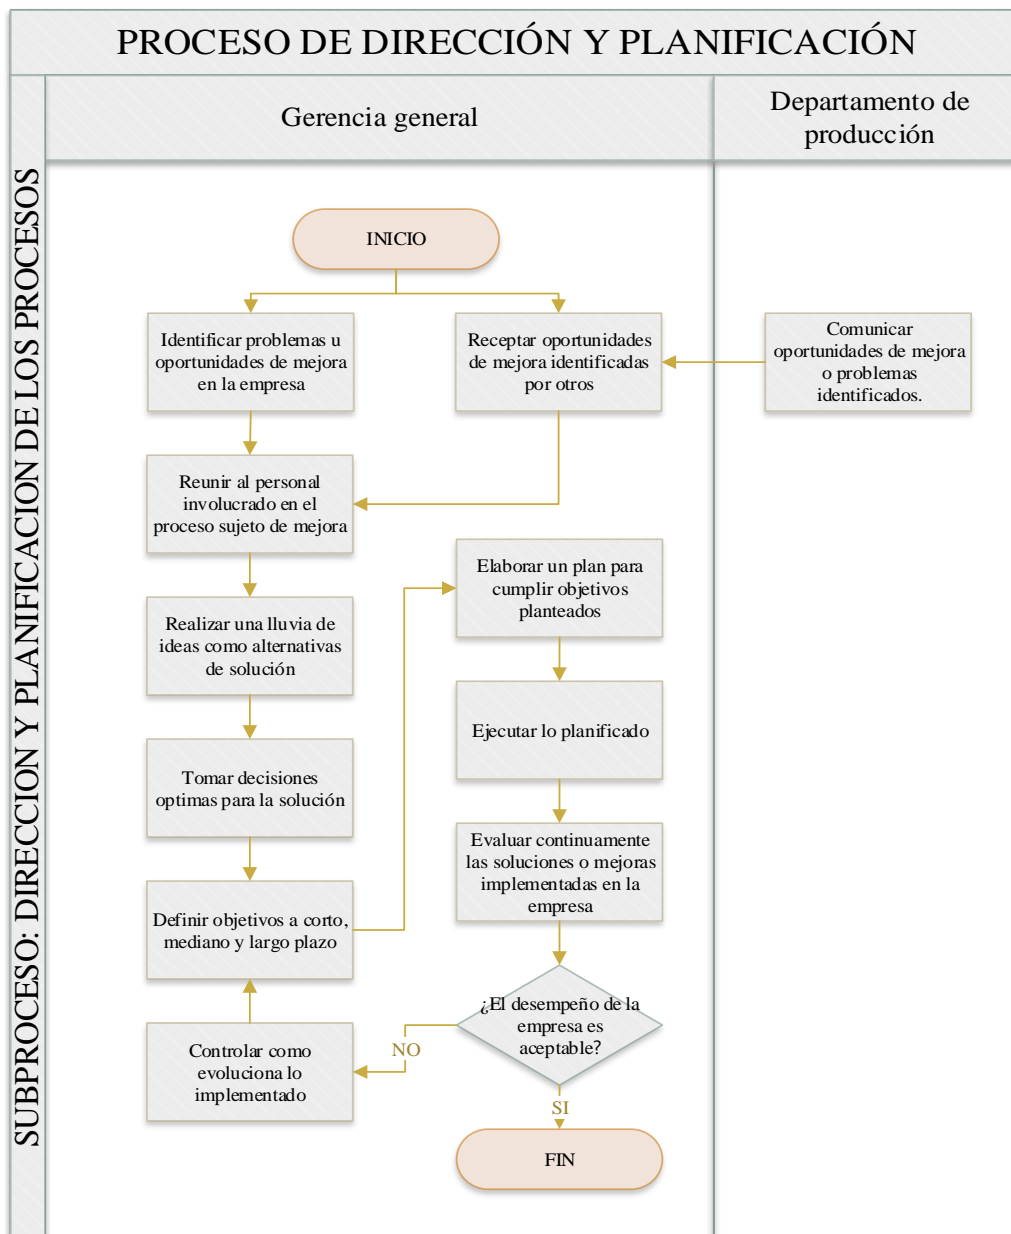 PROCESO DE DIRECCIÓN Y PLANIFICACIÓN
SUBPROCESO: DIRECCION Y PLANIFICACION DE LOS PROCESOS
Gerencia general
Departamento de
producción
INICIO
Identificar problemas u
oportunidades de mejora
en la empresa
Receptar oportunidades
de mejora identificadas
por otros
Comunicar
oportunidades de mejora
o problemas
identificados.
Reunir al personal
involucrado en el
proceso sujeto de mejora
Realizar una lluvia de
ideas como alternativas
de solución
Tomar decisiones
optimas para la solución
Definir objetivos a corto,
mediano y largo plazo
Elaborar un plan para
cumplir objetivos
planteados
Ejecutar lo planificado
Evaluar continuamente
las soluciones o mejoras
implementadas en la
empresa
¿El desempeño de la
empresa es
aceptable?
NO
Controlar como
evoluciona lo
implementado
SI
FIN